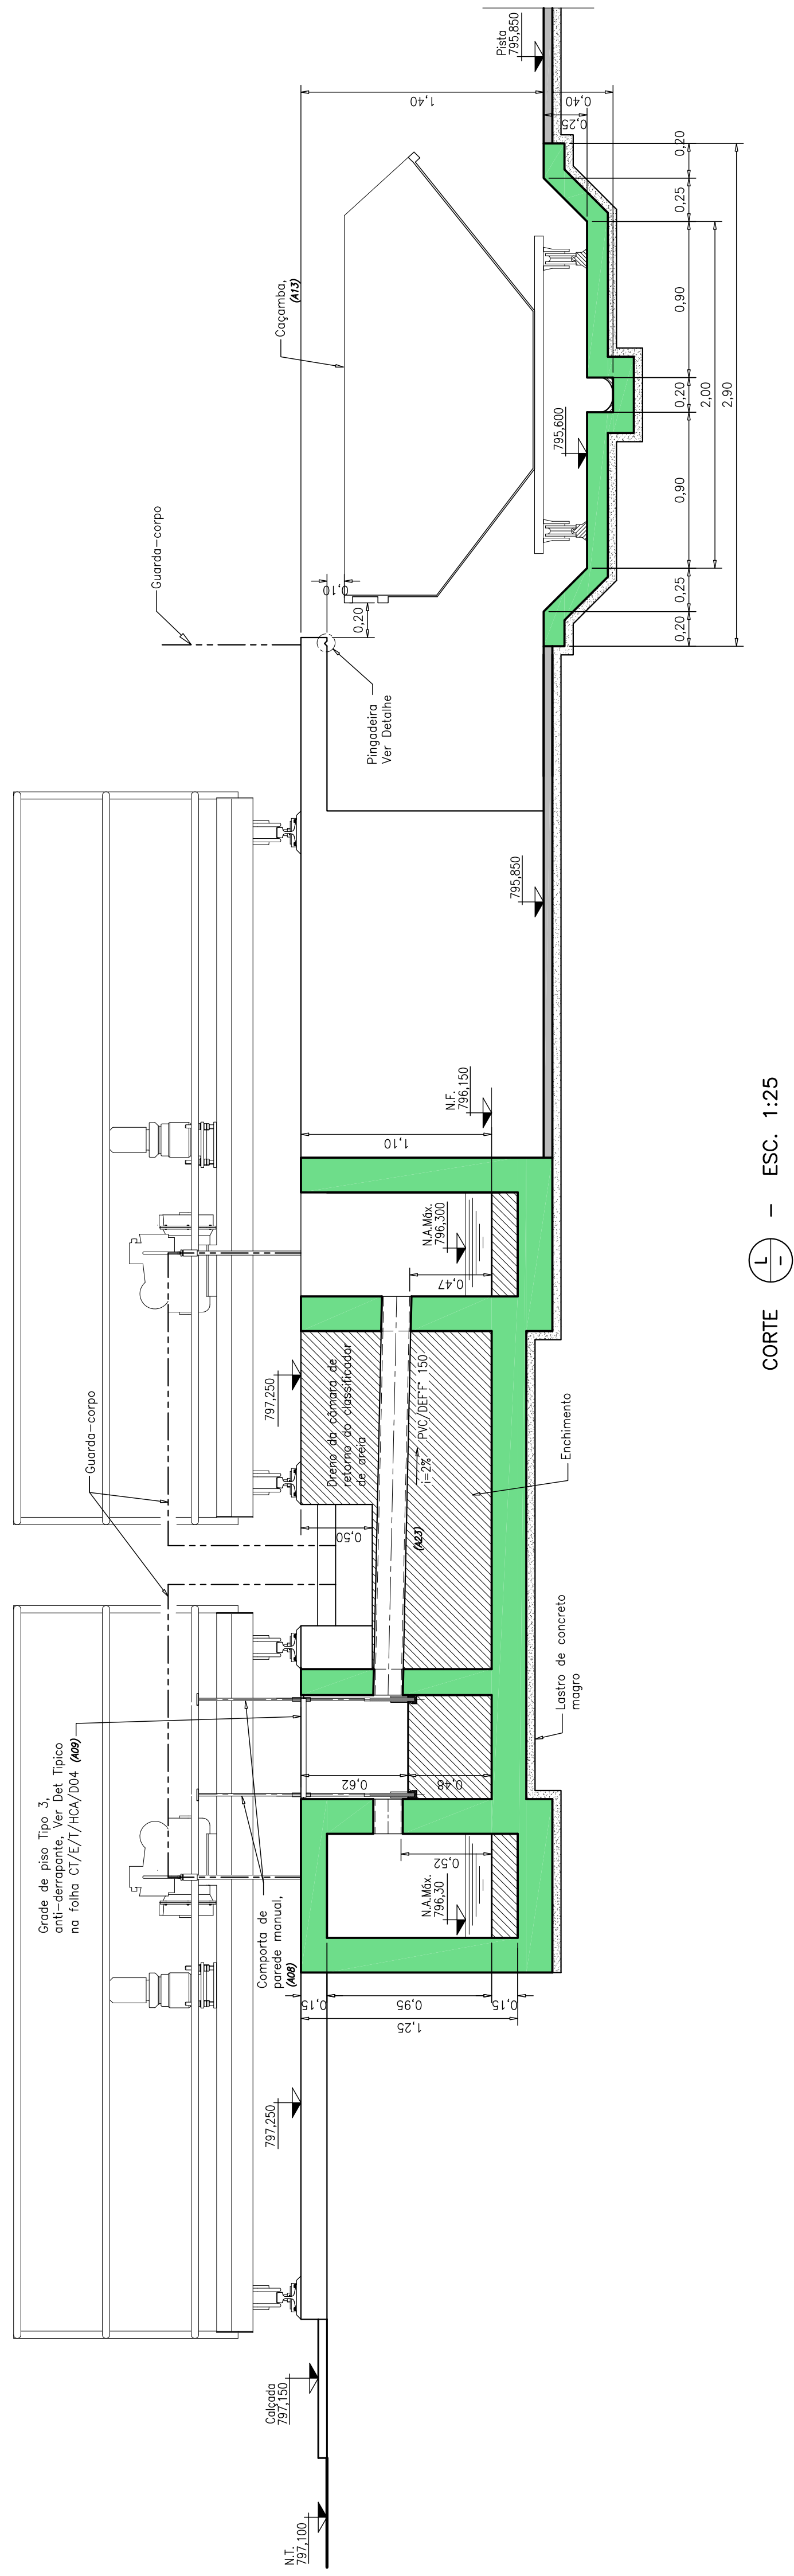 N.T.
797,100
Calçada
797,150
797,250
Grade de piso Tipo 3,
anti-derrapante, Ver Det Típico
na folha CT/E/T/HCA/D04 (A09)
Comporta de
parede manual,
(A08)
0,15
0,95
0,15
1,25
N.A.Máx.
796,30
0,52
0,62
0,48
Guarda-corpo
Lastro de concreto
magro
0,50
(A23)
i=2%
PVC/DEFºFº 150
Dreno da câmara de
retorno do classificador
de areia
797,250
Enchimento
0,47
N.A.Máx.
796,300
1,10
N.F.
796,150
795,850
Guarda-corpo
Pingadeira
Ver Detalhe
0,20
0,10
Caçamba,
(A13)
795,600
1,40
0,25
0,40
Pista
795,850
0,20
0,25
0,90
0,20
0,90
0,25
0,20
2,00
2,90
CORTE L - - ESC. 1:25